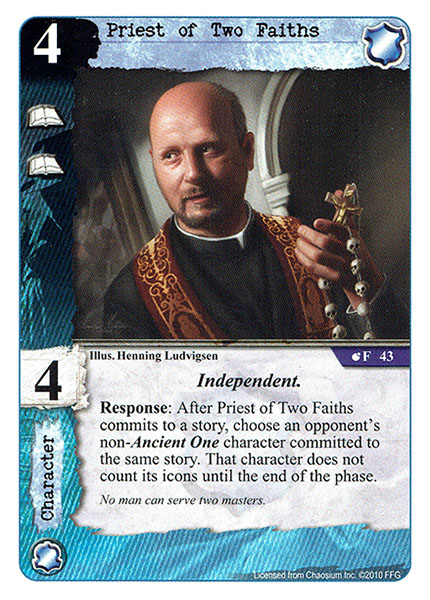 4
Priest of Two Faiths
Illus. Henning Ludvigsen
F 43
4
Independent.
Response: After Priest of Two Faiths
commits to a story, choose an opponent's
non-Ancient One character committed to
the same story. That character does not
count its icons until the end of the phase.
No man can serve two masters.
Character
Licensed from Chaosium Inc. ©2010 FFG